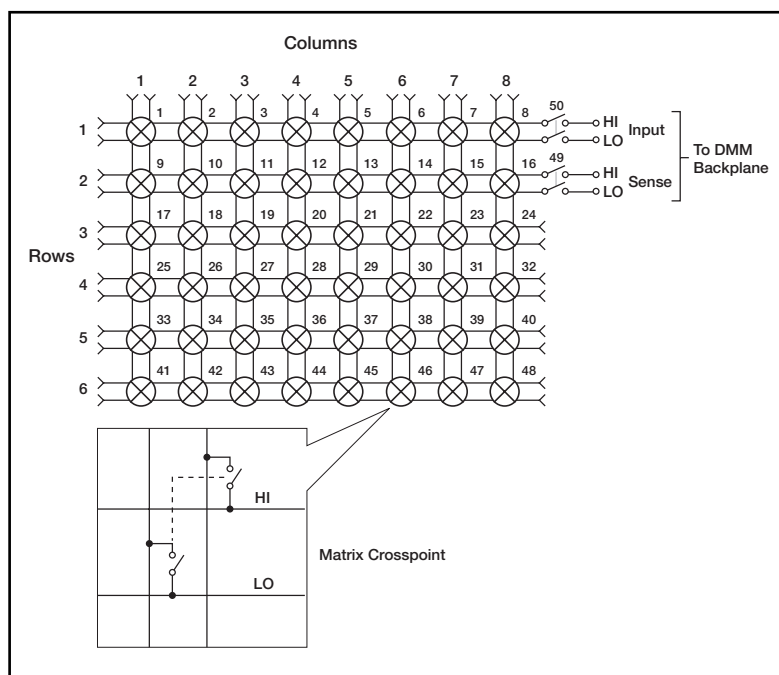 Columns
1 2 3 4 5 6 7 8
1 2 3 4 5 6 7 8 50
1 HI Input
LO
To DMM
Backplane
9 10 11 12 13 14 15 16 49
2 HI Sense
LO
17 18 19 20 21 22 23 24
3
Rows
25 26 27 28 29 30 31 32
4
33 34 35 36 37 38 39 40
5
41 42 43 44 45 46 47 48
6
HI
LO
Matrix Crosspoint